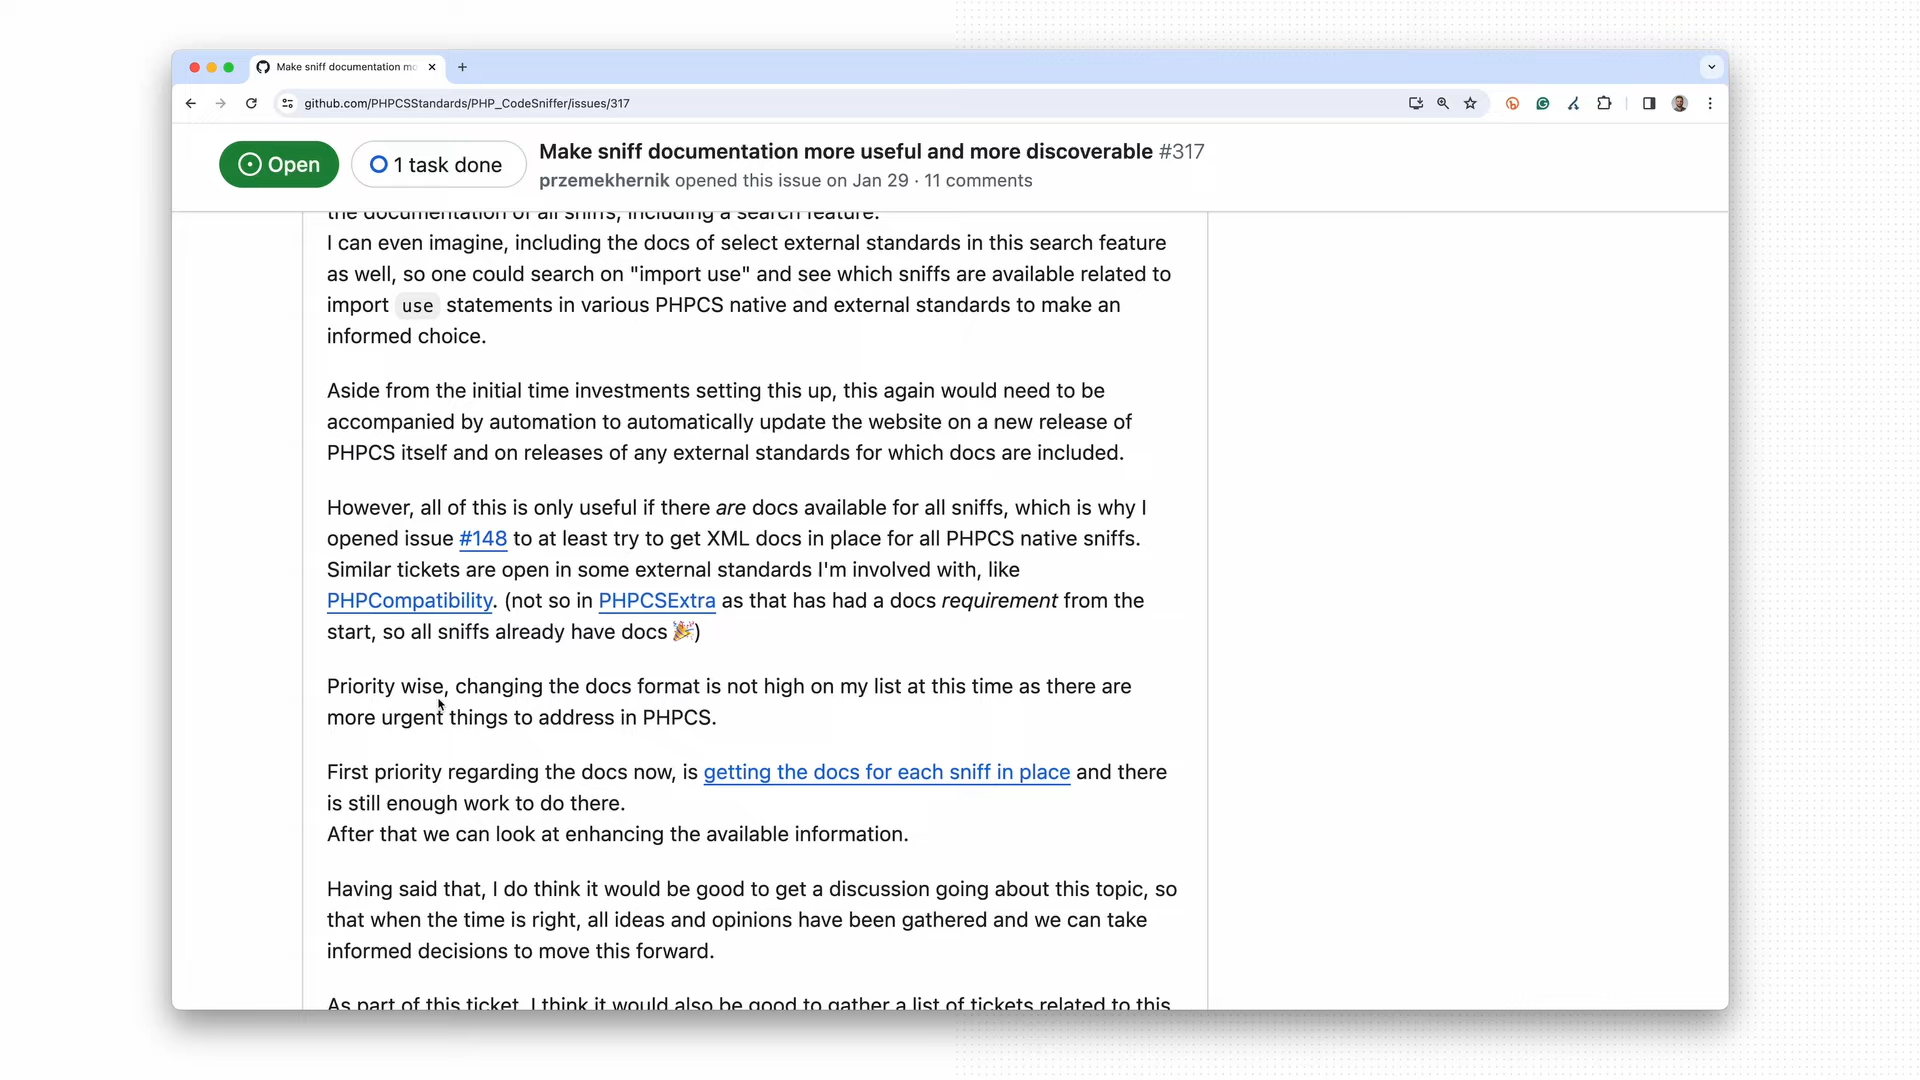 Make sniff documentation mo
github.com/PHPCSStandards/PHP_CodeSniffer/issues/317
Open
1 task done
Make sniff documentation more useful and more discoverable #317
przemekhernik opened this issue on Jan 29 · 11 comments
the documentation of all sniffs, including a search feature.
I can even imagine, including the docs of select external standards in this search feature
as well, so one could search on "import use" and see which sniffs are available related to
import use statements in various PHPCS native and external standards to make an
informed choice.
Aside from the initial time investments setting this up, this again would need to be
accompanied by automation to automatically update the website on a new release of
PHPCS itself and on releases of any external standards for which docs are included.
However, all of this is only useful if there are docs available for all sniffs, which is why I
opened issue #148 to at least try to get XML docs in place for all PHPCS native sniffs.
Similar tickets are open in some external standards I'm involved with, like
PHPCompatibility. (not so in PHPCSExtra as that has had a docs requirement from the
start, so all sniffs already have docs 🎉)
Priority wise, changing the docs format is not high on my list at this time as there are
more urgent things to address in PHPCS.
First priority regarding the docs now, is getting the docs for each sniff in place and there
is still enough work to do there.
After that we can look at enhancing the available information.
Having said that, I do think it would be good to get a discussion going about this topic, so
that when the time is right, all ideas and opinions have been gathered and we can take
informed decisions to move this forward.
As part of this ticket, I think it would also be good to gather a list of tickets related to this